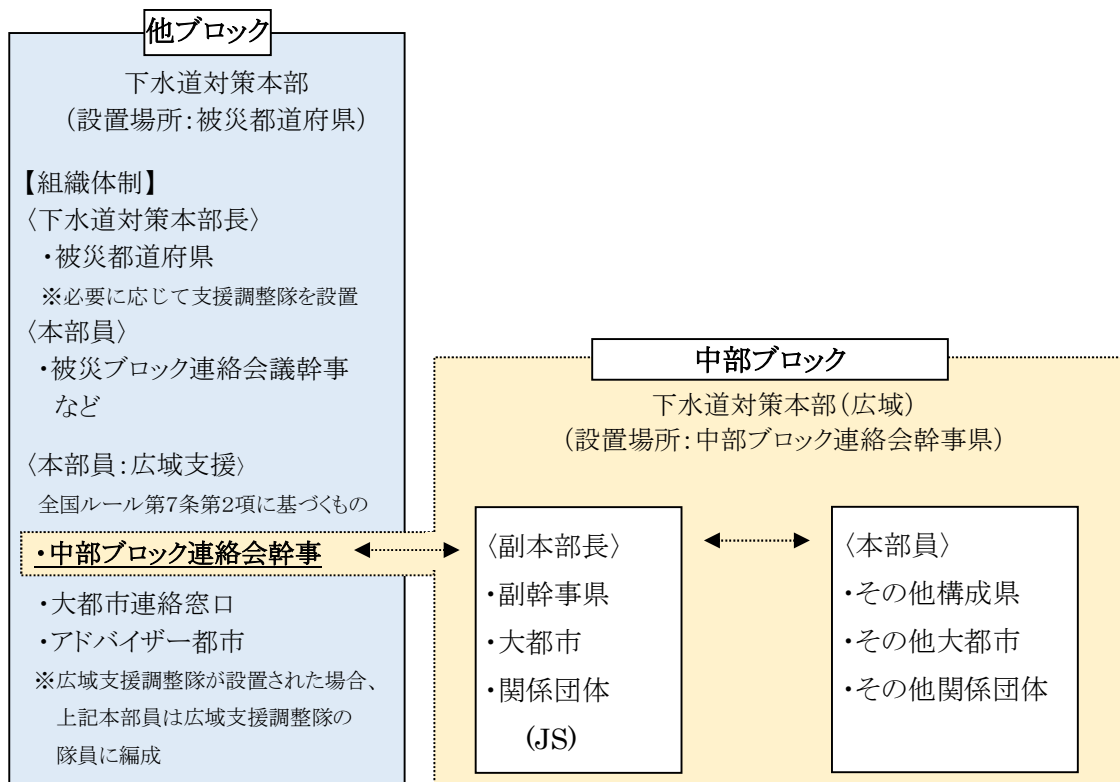 他ブロック
下水道対策本部
（設置場所：被災都道府県）
【組織体制】
〈下水道対策本部長〉
・被災都道府県
※必要に応じて支援調整隊を設置
〈本部員〉
・被災ブロック連絡会議幹事
など
〈本部員：広域支援〉
全国ルール第7条第2項に基づくもの
・中部ブロック連絡会幹事
・大都市連絡窓口
・アドバイザー都市
※広域支援調整隊が設置された場合、
上記本部員は広域支援調整隊の
隊員に編成
中部ブロック
下水道対策本部（広域）
（設置場所：中部ブロック連絡会幹事県）
〈副本部長〉
・副幹事県
・大都市
・関係団体
(JS)
〈本部員〉
・その他構成県
・その他大都市
・その他関係団体